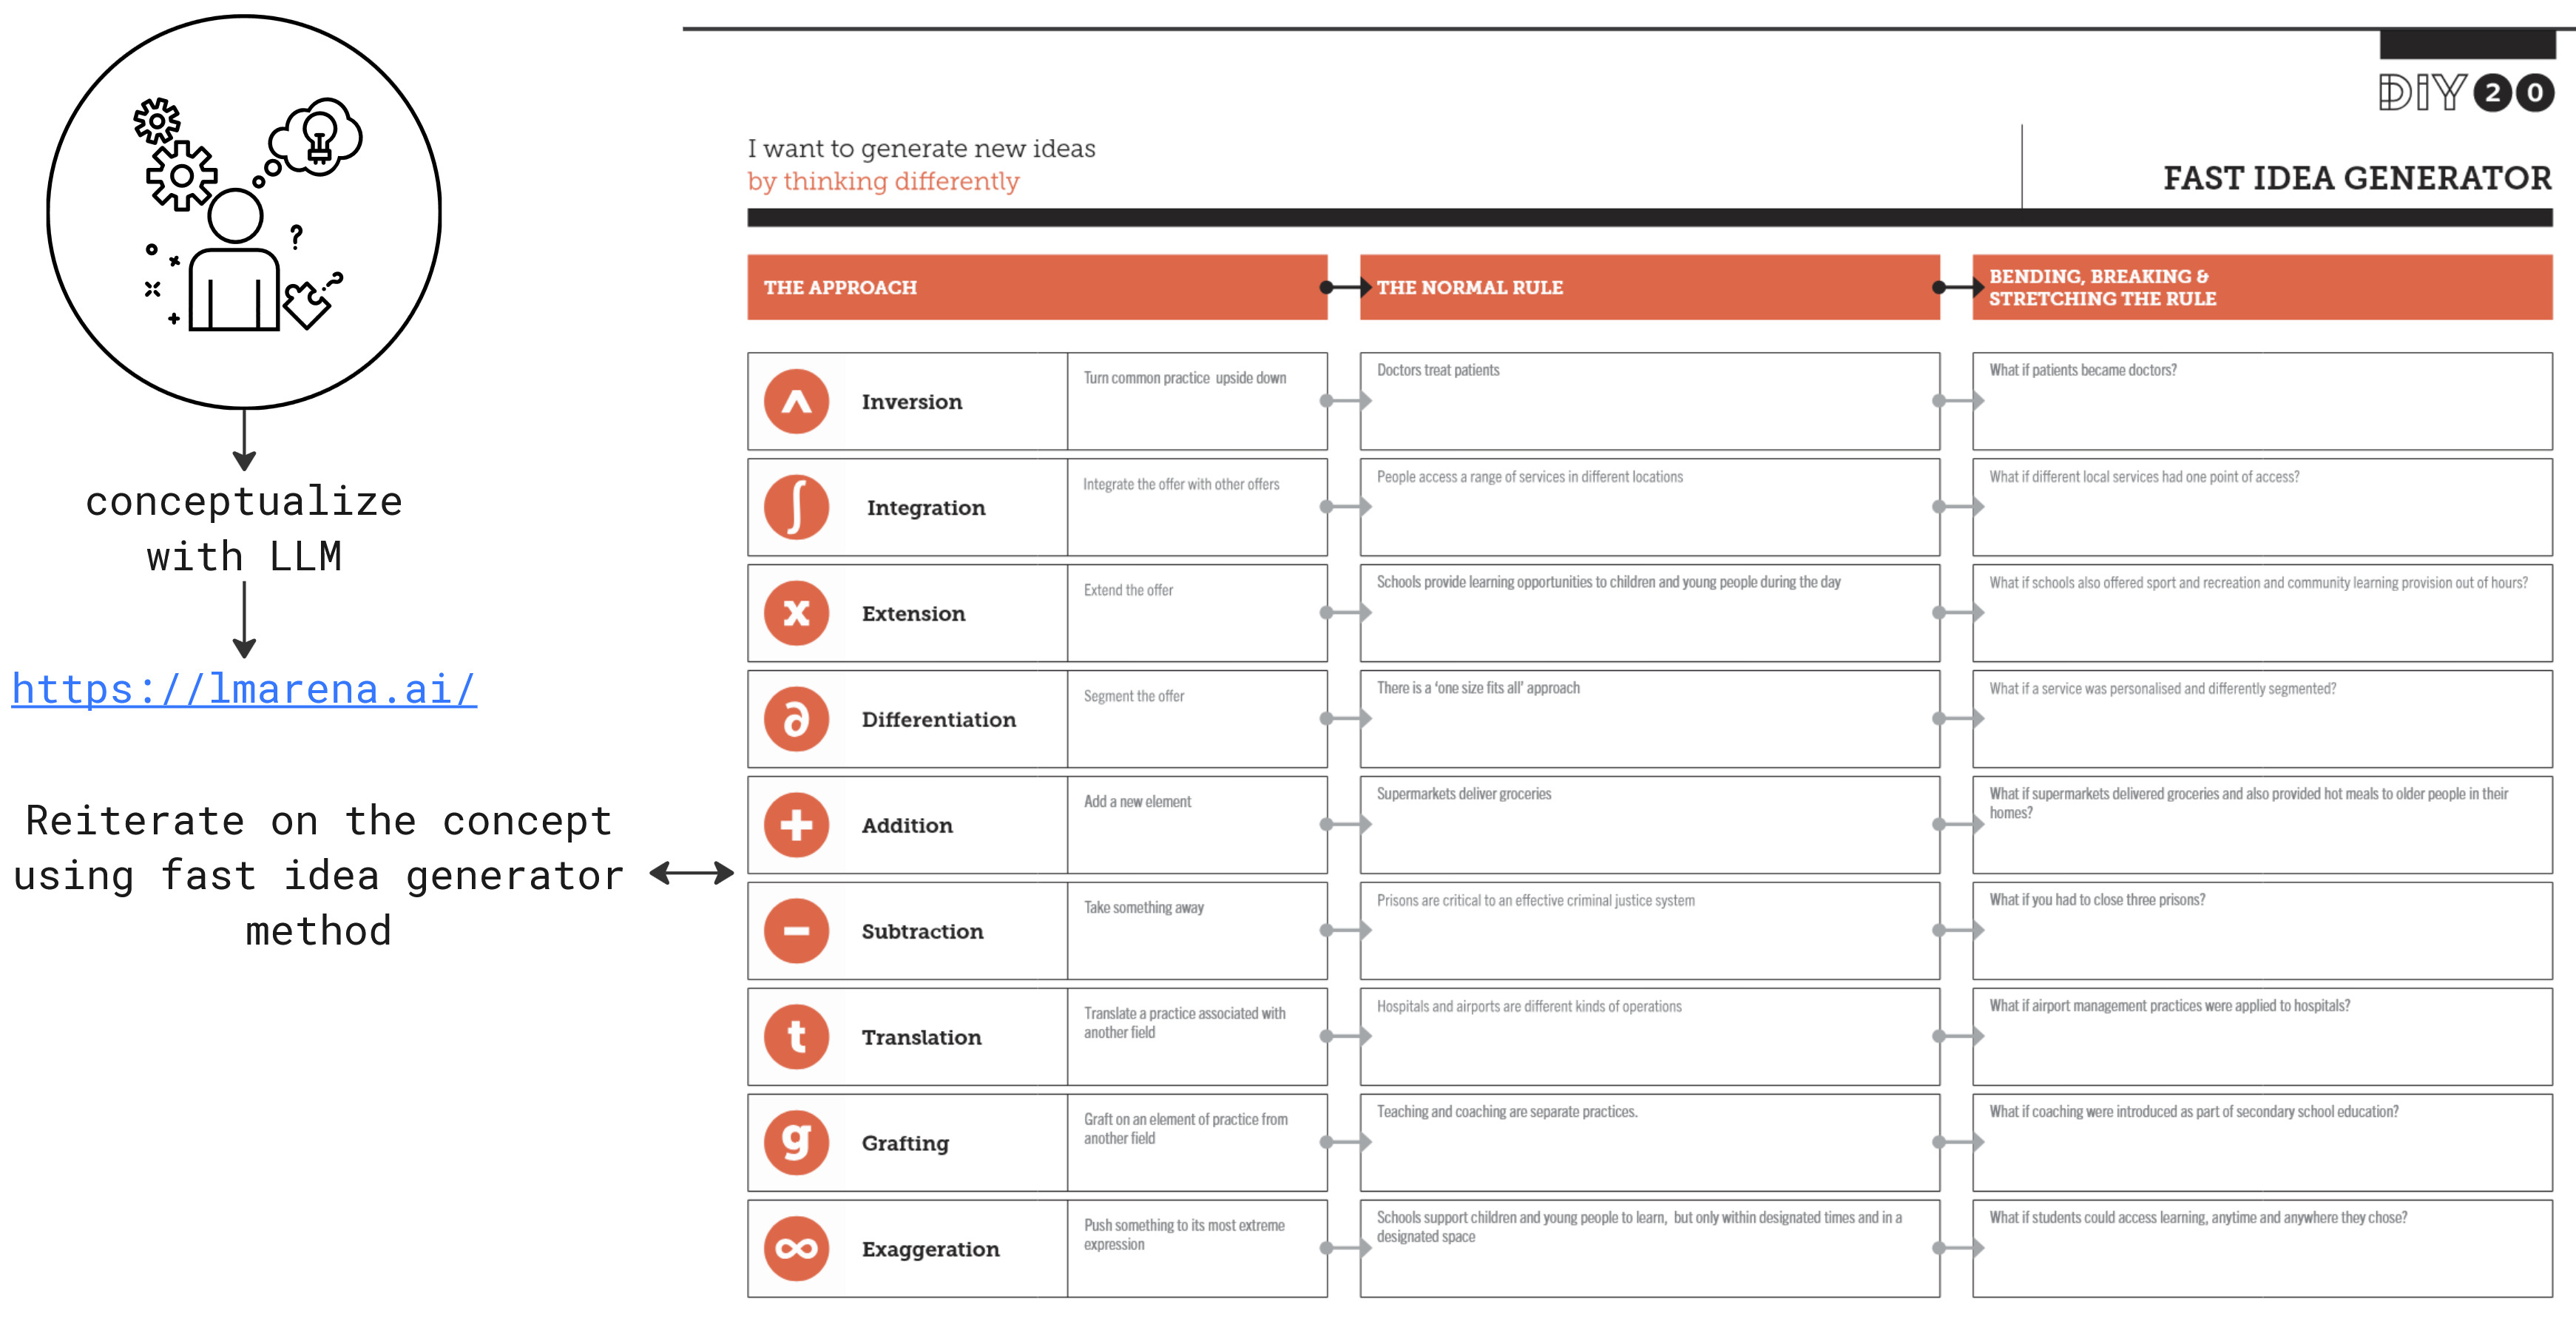 conceptualize
with LLM
https://lmarena.ai/
Reiterate on the concept
using fast idea generator
method
DIY 20
I want to generate new ideas
by thinking differently
FAST IDEA GENERATOR
THE APPROACH
THE NORMAL RULE
BENDING, BREAKING &
STRETCHING THE RULE
Inversion
Turn common practice upside down
Doctors treat patients
What if patients became doctors?
∫
Integration
Integrate the offer with other offers
People access a range of services in different locations
What if different local services had one point of access?
x
Extension
Extend the offer
Schools provide learning opportunities to children and young people during the day
What if schools also offered sport and recreation and community learning provision out of hours?
∂
Differentiation
Segment the offer
There is a ‘one size fits all’ approach
What if a service was personalised and differently segmented?
+
Addition
Add a new element
Supermarkets deliver groceries
What if supermarkets delivered groceries and also provided hot meals to older people in their
homes?
−
Subtraction
Take something away
Prisons are critical to an effective criminal justice system
What if you had to close three prisons?
t
Translation
Translate a practice associated with
another field
Hospitals and airports are different kinds of operations
What if airport management practices were applied to hospitals?
g
Grafting
Graft on an element of practice from
another field
Teaching and coaching are separate practices.
What if coaching were introduced as part of secondary school education?
∞
Exaggeration
Push something to its most extreme
expression
Schools support children and young people to learn, but only within designated times and in a
designated space
What if students could access learning, anytime and anywhere they chose?